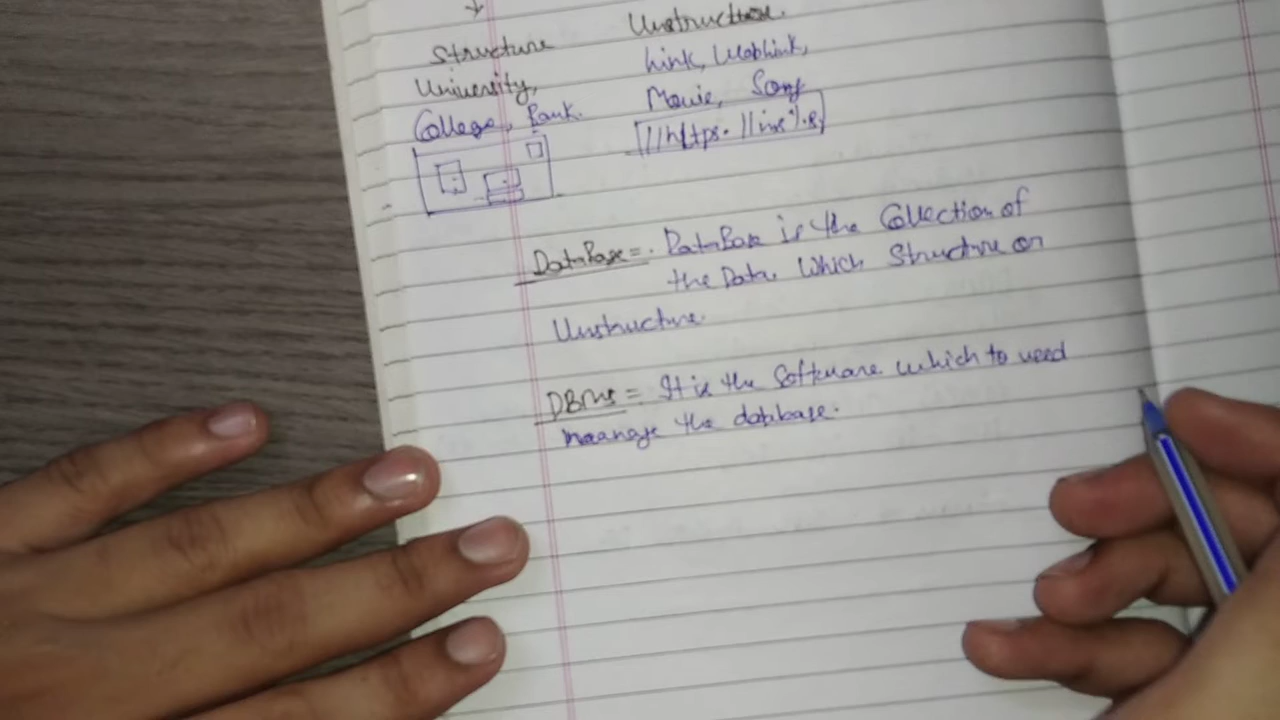 Structure
Unstructure.
University,
Link, Weblink,
College, Bank.
Movie, Song
DataBase = . DataBase is the Collection of
the Data Which Structure or
Unstructure.
DBMS = It is the Software which to used
manage the database.